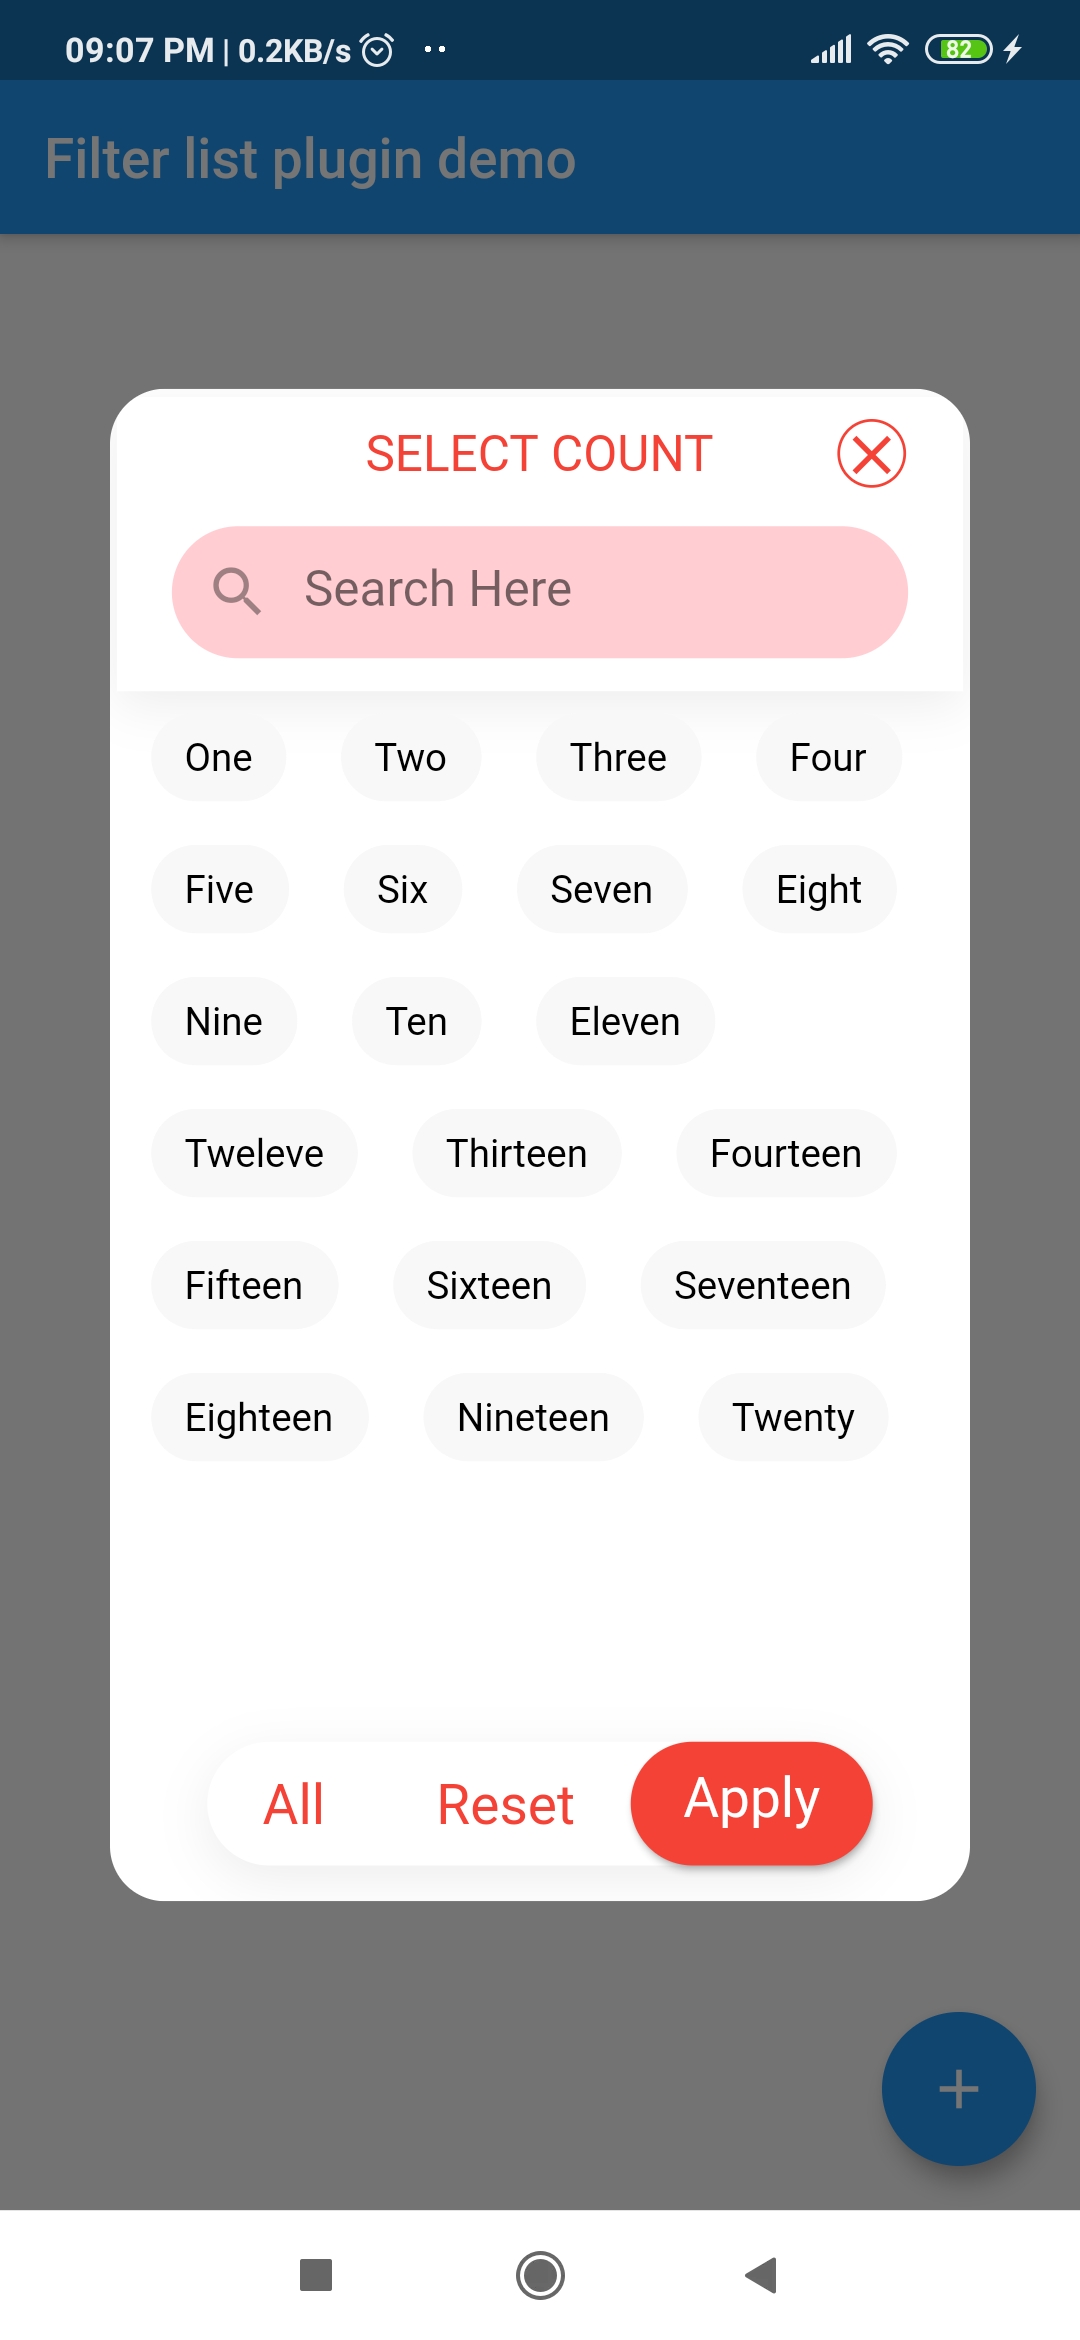 09:07 PM | 0.2KB/s 82
Filter list plugin demo
SELECT COUNT
Search Here
One Two Three Four
Five Six Seven Eight
Nine Ten Eleven
Tweleve Thirteen Fourteen
Fifteen Sixteen Seventeen
Eighteen Nineteen Twenty
All Reset Apply